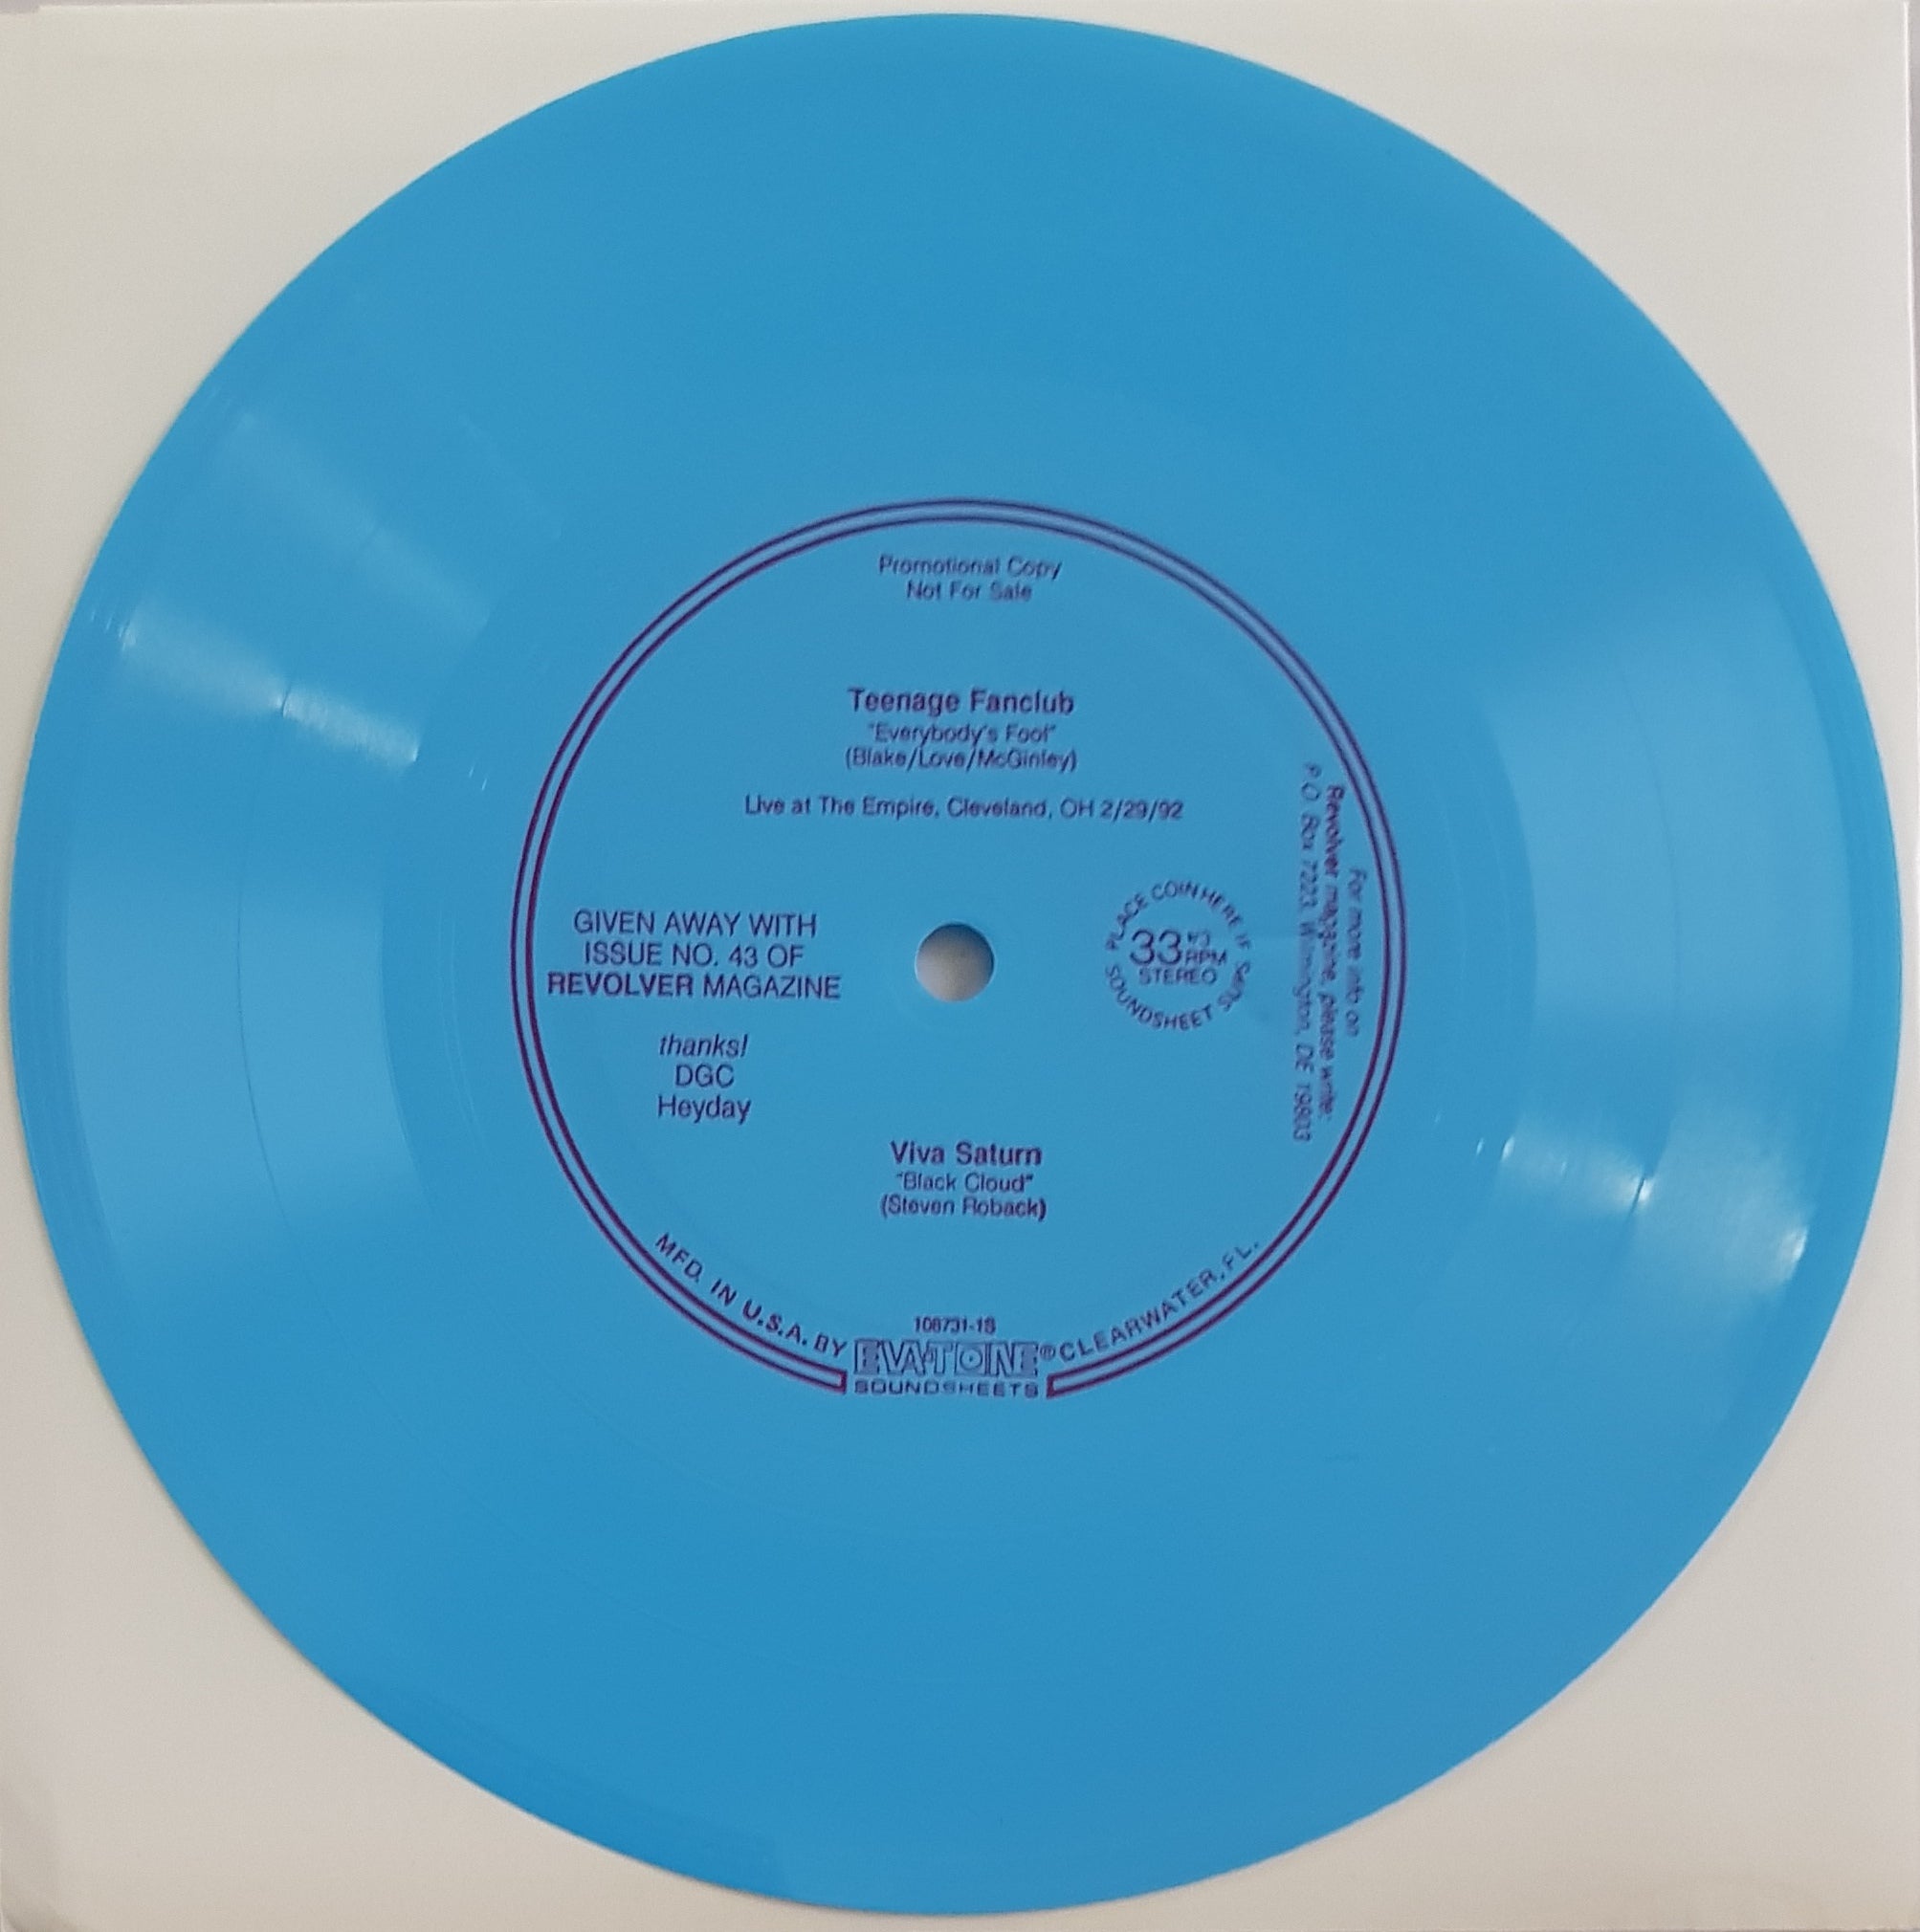 Promotional Copy
Not For Sale
Teenage Fanclub
"Everybody's Fool"
(Blake/Love/McGinley)
Live at The Empire, Cleveland, OH 2/29/92
GIVEN AWAY WITH
ISSUE NO. 43 OF
REVOLVER MAGAZINE
thanks!
DGC
Heyday
PLACE COIN HERE IF SOUNDSHEET SLIPS
33 1/3
RPM
STEREO
For more info on
Revolver magazine, please write:
P.O. Box 7223, Wilmington, DE 19803
Viva Saturn
"Black Cloud"
(Steven Roback)
108731-1S
MFD. IN U.S.A. BY EVA-TONE® CLEARWATER, FL.
SOUNDSHEETS